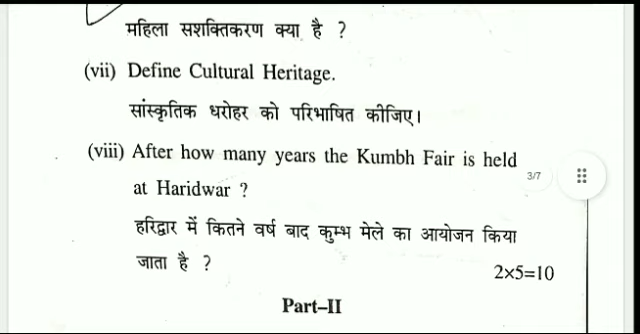 महिला सशक्तिकरण क्या है ?
(vii) Define Cultural Heritage.
सांस्कृतिक धरोहर को परिभाषित कीजिए।
(viii) After how many years the Kumbh Fair is held
at Haridwar ?
3/7
हरिद्वार में कितने वर्ष बाद कुम्भ मेले का आयोजन किया
जाता है ?
2×5=10
Part–II